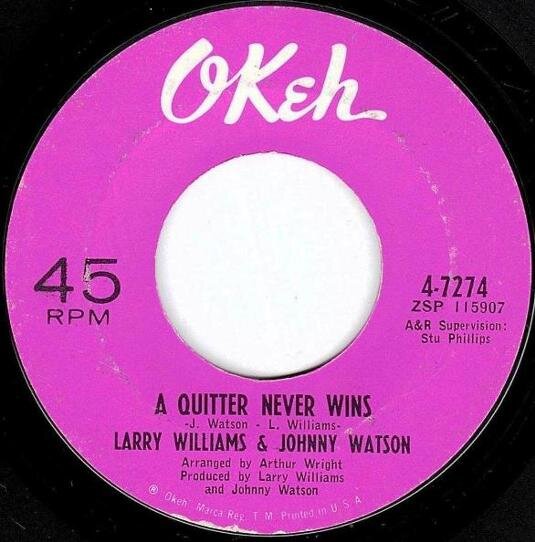 OKeh
45
RPM
4-7274
ZSP 115907
A&R Supervision:
Stu Phillips
A QUITTER NEVER WINS
-J. Watson - L. Williams-
LARRY WILLIAMS & JOHNNY WATSON
Arranged by Arthur Wright
Produced by Larry Williams
and Johnny Watson
® "Okeh" Marca Reg. T. M. Printed in U.S.A.